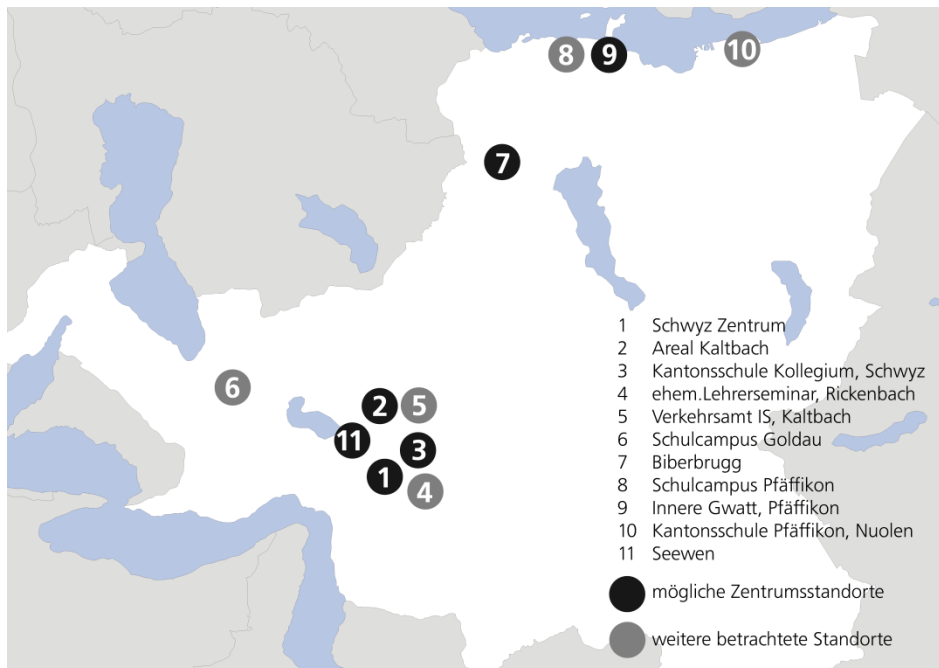 8
9
10
7
6
2
5
11
3
1
4
1 Schwyz Zentrum
2 Areal Kaltbach
3 Kantonsschule Kollegium, Schwyz
4 ehem.Lehrerseminar, Rickenbach
5 Verkehrsamt IS, Kaltbach
6 Schulcampus Goldau
7 Biberbrugg
8 Schulcampus Pfäffikon
9 Innere Gwatt, Pfäffikon
10 Kantonsschule Pfäffikon, Nuolen
11 Seewen
mögliche Zentrumsstandorte
weitere betrachtete Standorte